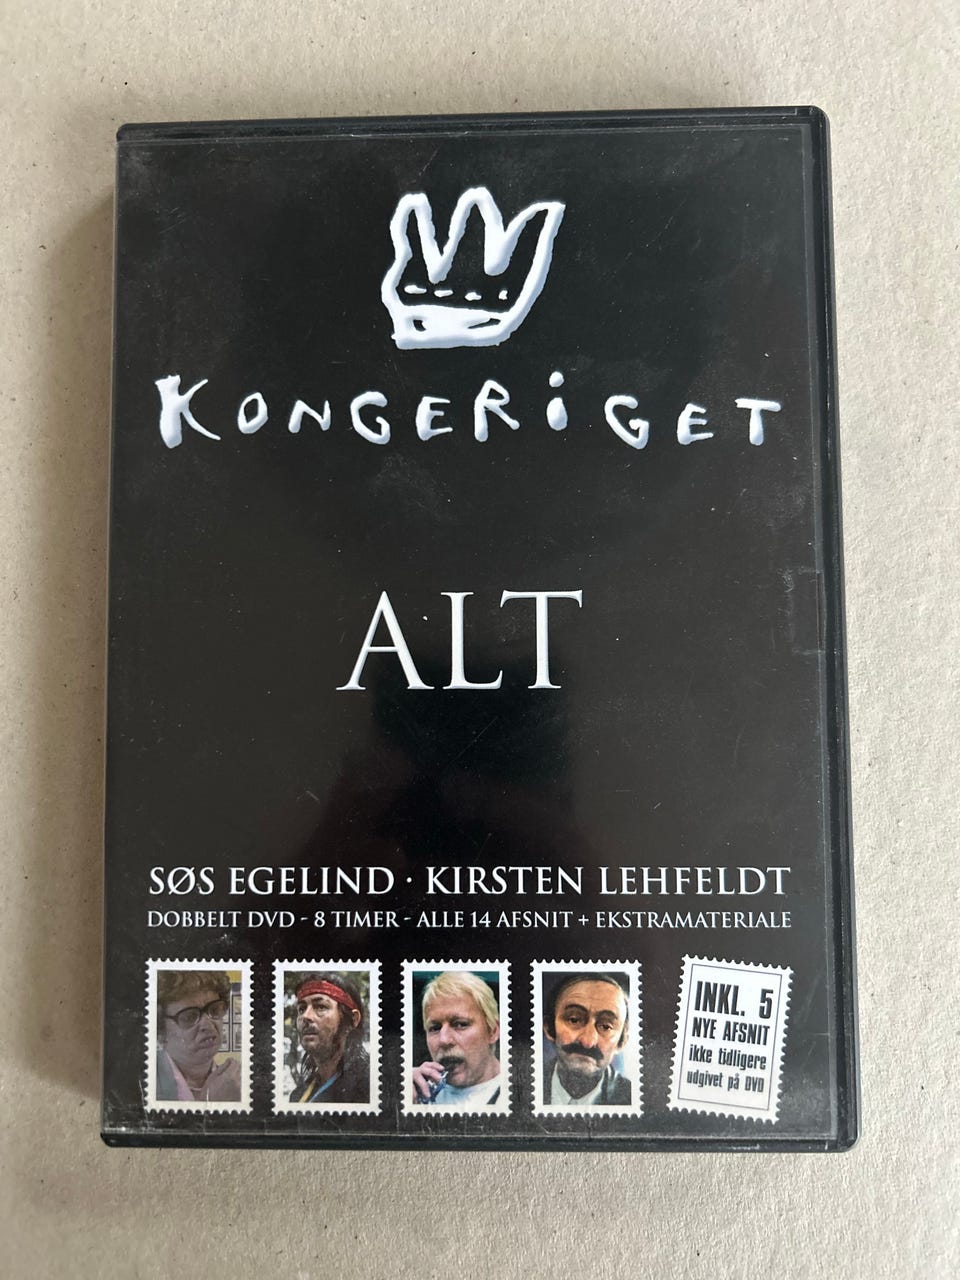 KONGERiGET
ALT
SØS EGELIND · KIRSTEN LEHFELDT
DOBBELT DVD - 8 TIMER - ALLE 14 AFSNIT + EKSTRAMATERIALE
INKL. 5
NYE AFSNIT
ikke tidligere
udgivet på DVD